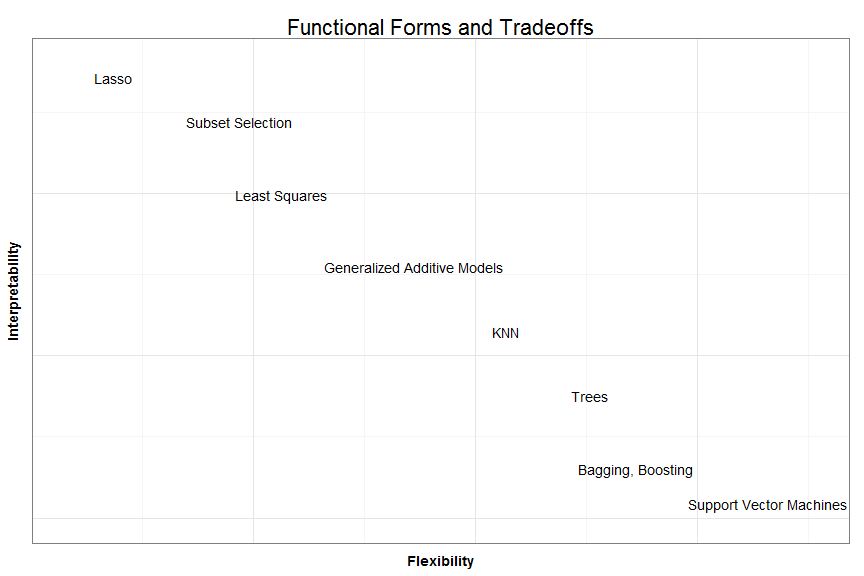 Functional Forms and Tradeoffs
Lasso
Subset Selection
Least Squares
Generalized Additive Models
KNN
Trees
Bagging, Boosting
Support Vector Machines
Interpretability
Flexibility